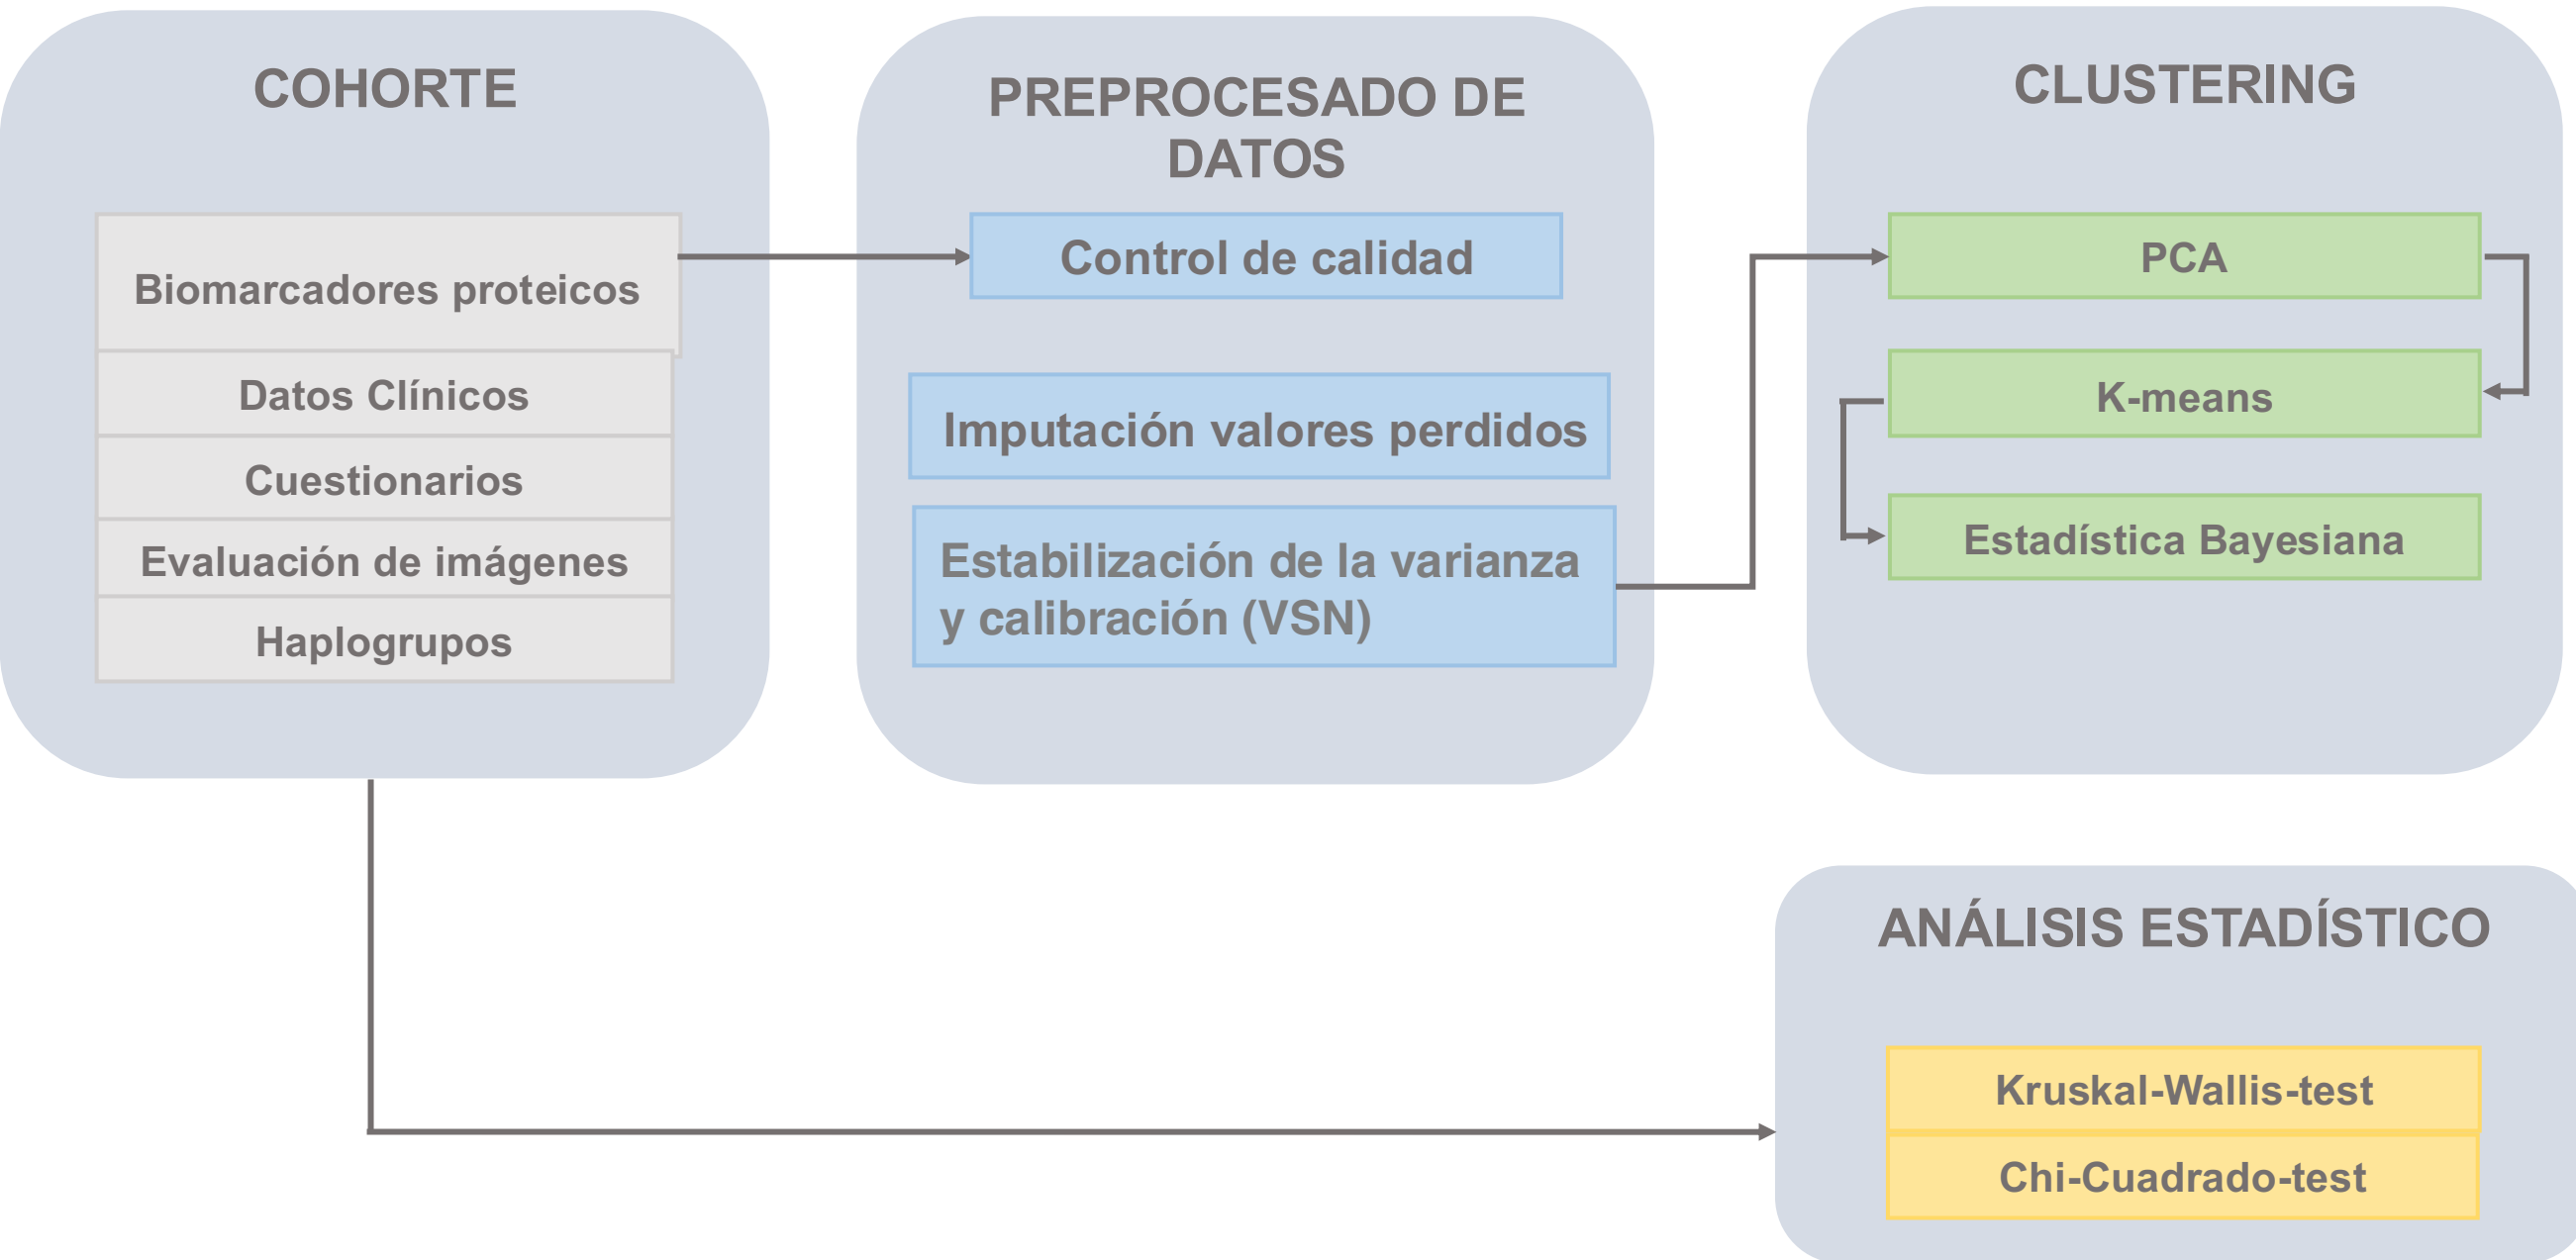 COHORTE
Biomarcadores proteicos
Datos Clínicos
Cuestionarios
Evaluación de imágenes
Haplogrupos
PREPROCESADO DE
DATOS
Control de calidad
Imputación valores perdidos
Estabilización de la varianza
y calibración (VSN)
CLUSTERING
PCA
K-means
Estadística Bayesiana
ANÁLISIS ESTADÍSTICO
Kruskal-Wallis-test
Chi-Cuadrado-test